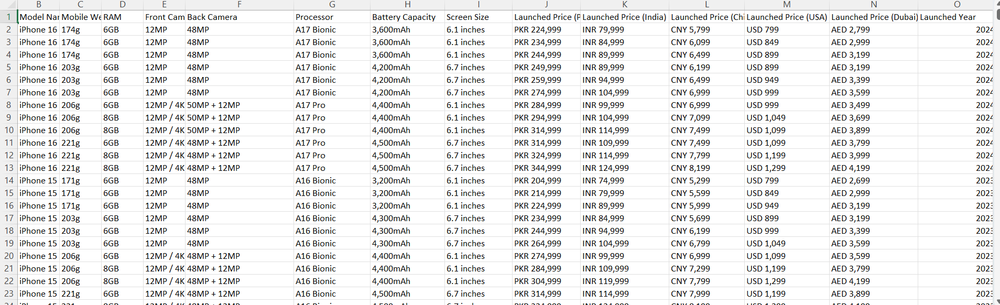 B C D E F G H I J K L M N O
1 Model Nar Mobile We RAM Front Cam Back Camera Processor Battery Capacity Screen Size Launched Price (P Launched Price (India) Launched Price (Chi Launched Price (USA) Launched Price (Dubai) Launched Year
2 iPhone 16 174g 6GB 12MP 48MP A17 Bionic 3,600mAh 6.1 inches PKR 224,999 INR 79,999 CNY 5,799 USD 799 AED 2,799 2024
3 iPhone 16 174g 6GB 12MP 48MP A17 Bionic 3,600mAh 6.1 inches PKR 234,999 INR 84,999 CNY 6,099 USD 849 AED 2,999 2024
4 iPhone 16 174g 6GB 12MP 48MP A17 Bionic 3,600mAh 6.1 inches PKR 244,999 INR 89,999 CNY 6,499 USD 899 AED 3,199 2024
5 iPhone 16 203g 6GB 12MP 48MP A17 Bionic 4,200mAh 6.7 inches PKR 249,999 INR 89,999 CNY 6,199 USD 899 AED 3,199 2024
6 iPhone 16 203g 6GB 12MP 48MP A17 Bionic 4,200mAh 6.7 inches PKR 259,999 INR 94,999 CNY 6,499 USD 949 AED 3,399 2024
7 iPhone 16 203g 6GB 12MP 48MP A17 Bionic 4,200mAh 6.7 inches PKR 274,999 INR 104,999 CNY 6,999 USD 999 AED 3,599 2024
8 iPhone 16 206g 6GB 12MP / 4K 50MP + 12MP A17 Pro 4,400mAh 6.1 inches PKR 284,999 INR 99,999 CNY 6,999 USD 999 AED 3,499 2024
9 iPhone 16 206g 8GB 12MP / 4K 50MP + 12MP A17 Pro 4,400mAh 6.1 inches PKR 294,999 INR 104,999 CNY 7,099 USD 1,049 AED 3,699 2024
10 iPhone 16 206g 8GB 12MP / 4K 50MP + 12MP A17 Pro 4,400mAh 6.1 inches PKR 314,999 INR 114,999 CNY 7,499 USD 1,099 AED 3,899 2024
11 iPhone 16 221g 6GB 12MP / 4K 48MP + 12MP A17 Pro 4,500mAh 6.7 inches PKR 314,999 INR 109,999 CNY 7,499 USD 1,099 AED 3,799 2024
12 iPhone 16 221g 8GB 12MP / 4K 48MP + 12MP A17 Pro 4,500mAh 6.7 inches PKR 324,999 INR 114,999 CNY 7,799 USD 1,199 AED 3,999 2024
13 iPhone 16 221g 8GB 12MP / 4K 48MP + 12MP A17 Pro 4,500mAh 6.7 inches PKR 344,999 INR 124,999 CNY 8,199 USD 1,299 AED 4,199 2024
14 iPhone 15 171g 6GB 12MP 48MP A16 Bionic 3,200mAh 6.1 inches PKR 204,999 INR 74,999 CNY 5,299 USD 799 AED 2,699 2023
15 iPhone 15 171g 6GB 12MP 48MP A16 Bionic 3,200mAh 6.1 inches PKR 214,999 INR 79,999 CNY 5,599 USD 849 AED 2,999 2023
16 iPhone 15 171g 6GB 12MP 48MP A16 Bionic 3,200mAh 6.1 inches PKR 224,999 INR 89,999 CNY 5,999 USD 949 AED 3,199 2023
17 iPhone 15 203g 6GB 12MP 48MP A16 Bionic 4,300mAh 6.7 inches PKR 234,999 INR 84,999 CNY 5,699 USD 899 AED 3,199 2023
18 iPhone 15 203g 6GB 12MP 48MP A16 Bionic 4,300mAh 6.7 inches PKR 244,999 INR 94,999 CNY 6,199 USD 999 AED 3,399 2023
19 iPhone 15 203g 6GB 12MP 48MP A16 Bionic 4,300mAh 6.7 inches PKR 264,999 INR 104,999 CNY 6,799 USD 1,049 AED 3,599 2023
20 iPhone 15 206g 6GB 12MP / 4K 48MP + 12MP A16 Bionic 4,400mAh 6.1 inches PKR 274,999 INR 99,999 CNY 6,999 USD 1,099 AED 3,599 2023
21 iPhone 15 206g 8GB 12MP / 4K 48MP + 12MP A16 Bionic 4,400mAh 6.1 inches PKR 284,999 INR 109,999 CNY 7,299 USD 1,199 AED 3,799 2023
22 iPhone 15 206g 8GB 12MP / 4K 48MP + 12MP A16 Bionic 4,400mAh 6.1 inches PKR 304,999 INR 119,999 CNY 7,799 USD 1,299 AED 4,199 2023
23 iPhone 15 221g 6GB 12MP / 4K 48MP + 12MP A16 Bionic 4,500mAh 6.7 inches PKR 314,999 INR 114,999 CNY 7,999 USD 1,199 AED 3,899 2023